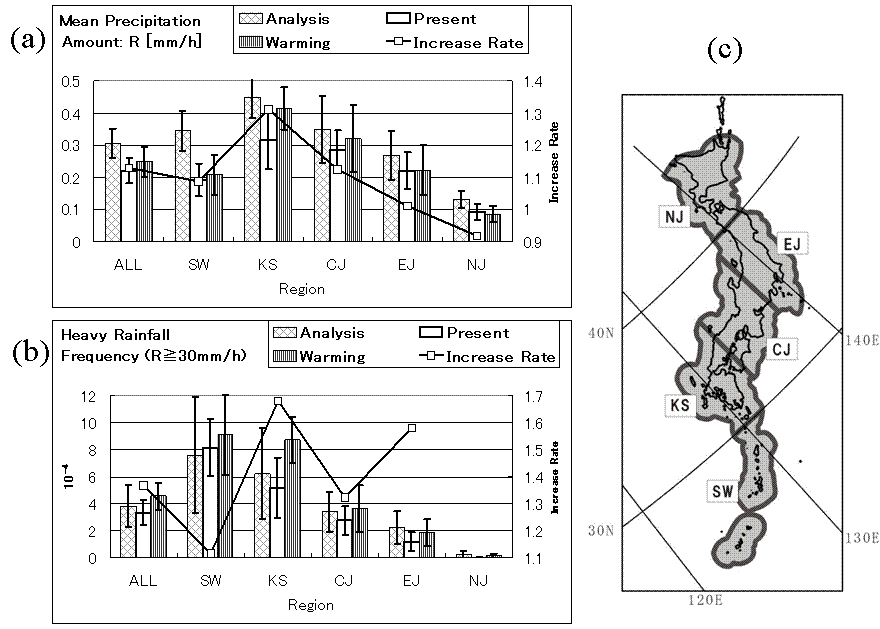 (a)
Mean Precipitation
Amount: R [mm/h]
Analysis
Present
Warming
Increase Rate
0.5
0.4
0.3
0.2
0.1
0
1.4
1.3
1.2
1.1
1
0.9
Increase Rate
ALL SW KS CJ EJ NJ
Region
(b)
Heavy Rainfall
Frequency (R≧30mm/h)
Analysis
Present
Warming
Increase Rate
12
10
8
6
4
2
0
10⁻⁴
1.7
1.6
1.5
1.4
1.3
1.2
1.1
Increase Rate
ALL SW KS CJ EJ NJ
Region
(c)
NJ
EJ
40N
140E
CJ
KS
SW
30N
130E
120E